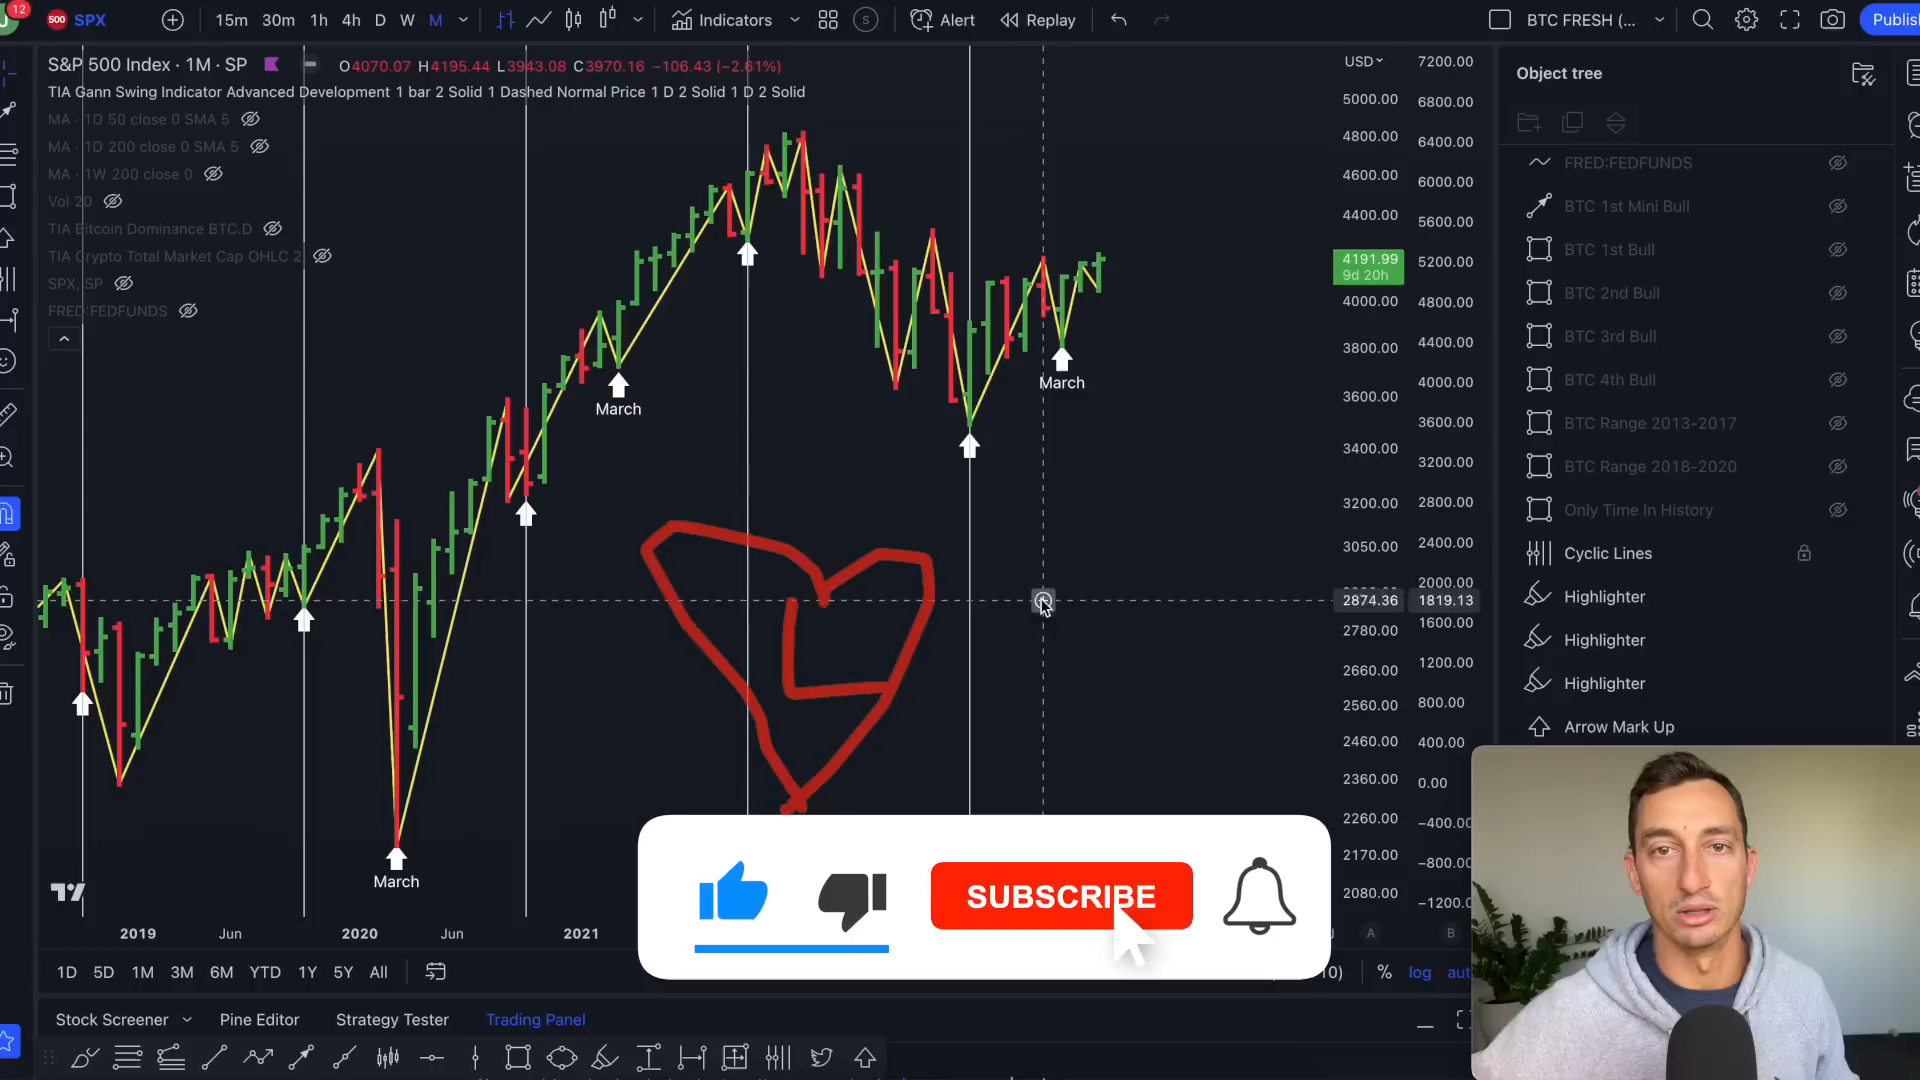 12
500 SPX
15m 30m 1h 4h D W M
Indicators
S
Alert
Replay
BTC FRESH (...
Publish
S&P 500 Index · 1M · SP
O4070.07 H4195.44 L3943.08 C3970.16 −106.43 (−2.61%)
TIA Gann Swing Indicator Advanced Development 1 bar 2 Solid 1 Dashed Normal Price 1 D 2 Solid 1 D 2 Solid
MA · 1D 50 close 0 SMA 5
MA · 1D 200 close 0 SMA 5
MA · 1W 200 close 0
Vol 20
TIA Bitcoin Dominance BTC.D
TIA Crypto Total Market Cap OHLC 2
SPX, SP
FRED:FEDFUNDS
March
March
March
L
USD
5000.00
4800.00
4600.00
4400.00
4191.99
9d 20h
4000.00
3800.00
3600.00
3400.00
3200.00
3050.00
2874.36
2780.00
2660.00
2560.00
2460.00
2360.00
2260.00
2170.00
2080.00
A
7200.00
6800.00
6400.00
6000.00
5600.00
5200.00
4800.00
4400.00
4000.00
3600.00
3200.00
2800.00
2400.00
2000.00
1819.13
1600.00
1200.00
800.00
400.00
0.00
−400.00
−800.00
−1200.0
B
Object tree
FRED:FEDFUNDS
BTC 1st Mini Bull
BTC 1st Bull
BTC 2nd Bull
BTC 3rd Bull
BTC 4th Bull
BTC Range 2013-2017
BTC Range 2018-2020
Only Time In History
Cyclic Lines
Highlighter
Highlighter
Highlighter
Arrow Mark Up
SUBSCRIBE
2019 Jun 2020 Jun 2021
1D 5D 1M 3M 6M YTD 1Y 5Y All
% log aut
Stock Screener Pine Editor Strategy Tester Trading Panel